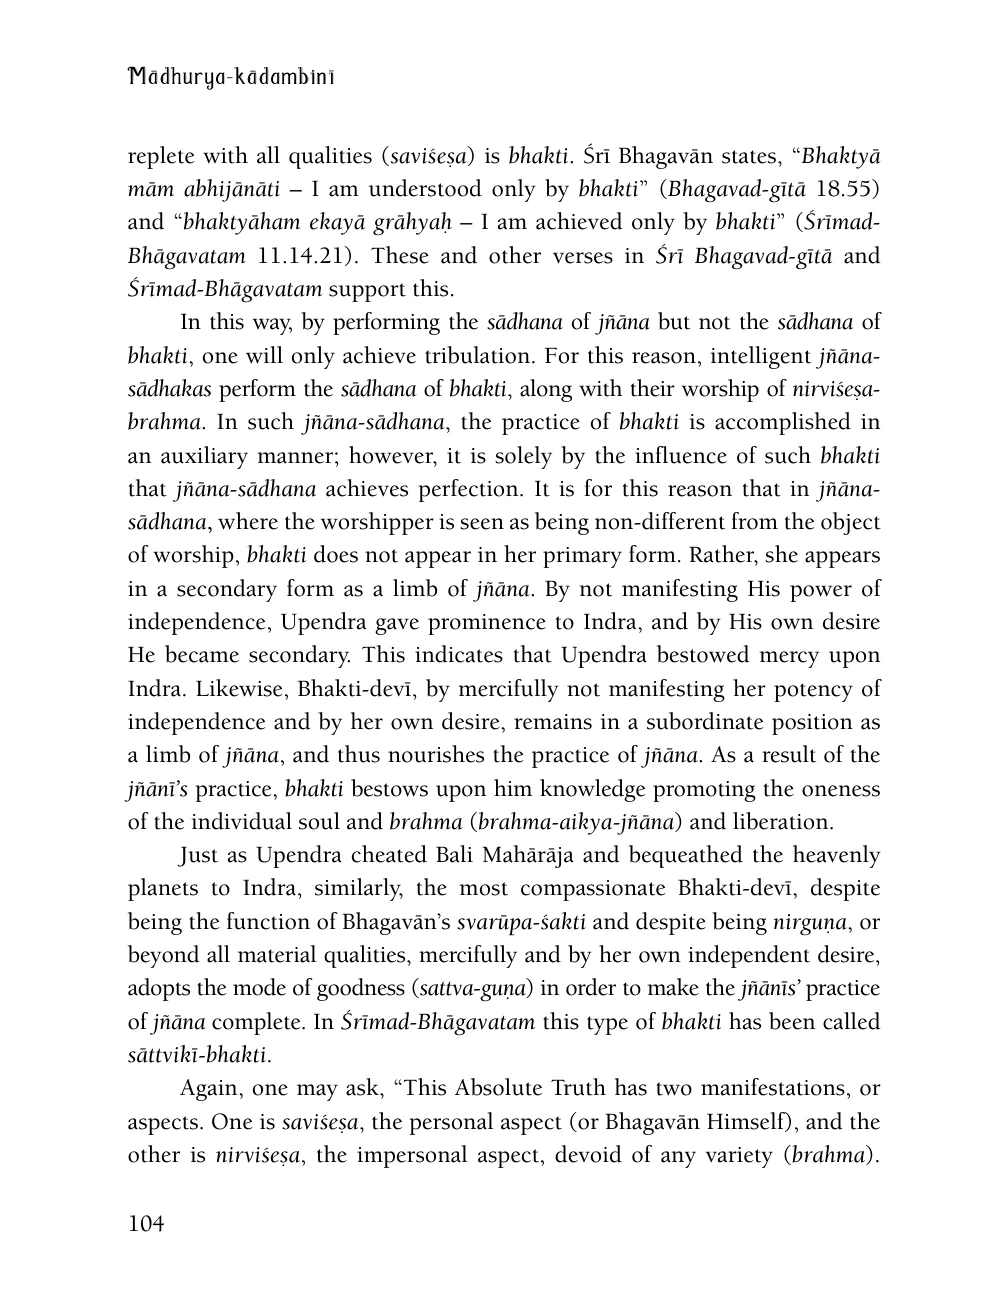 Mādhurya-kādambinī
replete with all qualities (saviśeṣa) is bhakti. Śrī Bhagavān states, “Bhaktyā
mām abhijānāti – I am understood only by bhakti” (Bhagavad-gītā 18.55)
and “bhaktyāham ekayā grāhyaḥ – I am achieved only by bhakti” (Śrīmad-
Bhāgavatam 11.14.21). These and other verses in Śrī Bhagavad-gītā and
Śrīmad-Bhāgavatam support this.
In this way, by performing the sādhana of jñāna but not the sādhana of
bhakti, one will only achieve tribulation. For this reason, intelligent jñāna-
sādhakas perform the sādhana of bhakti, along with their worship of nirviśeṣa-
brahma. In such jñāna-sādhana, the practice of bhakti is accomplished in
an auxiliary manner; however, it is solely by the influence of such bhakti
that jñāna-sādhana achieves perfection. It is for this reason that in jñāna-
sādhana, where the worshipper is seen as being non-different from the object
of worship, bhakti does not appear in her primary form. Rather, she appears
in a secondary form as a limb of jñāna. By not manifesting His power of
independence, Upendra gave prominence to Indra, and by His own desire
He became secondary. This indicates that Upendra bestowed mercy upon
Indra. Likewise, Bhakti-devī, by mercifully not manifesting her potency of
independence and by her own desire, remains in a subordinate position as
a limb of jñāna, and thus nourishes the practice of jñāna. As a result of the
jñānī’s practice, bhakti bestows upon him knowledge promoting the oneness
of the individual soul and brahma (brahma-aikya-jñāna) and liberation.
Just as Upendra cheated Bali Mahārāja and bequeathed the heavenly
planets to Indra, similarly, the most compassionate Bhakti-devī, despite
being the function of Bhagavān’s svarūpa-śakti and despite being nirguṇa, or
beyond all material qualities, mercifully and by her own independent desire,
adopts the mode of goodness (sattva-guṇa) in order to make the jñānīs’ practice
of jñāna complete. In Śrīmad-Bhāgavatam this type of bhakti has been called
sāttvikī-bhakti.
Again, one may ask, “This Absolute Truth has two manifestations, or
aspects. One is saviśeṣa, the personal aspect (or Bhagavān Himself), and the
other is nirviśeṣa, the impersonal aspect, devoid of any variety (brahma).
104